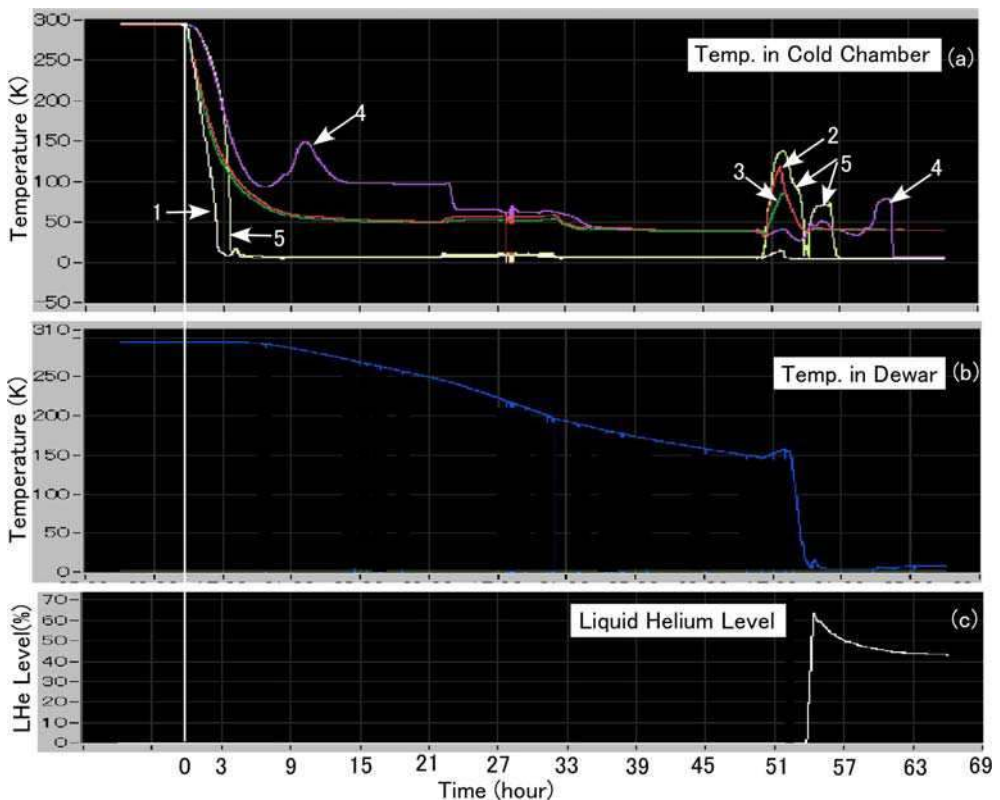 300
250
200
150
100
50
0
-50
Temperature (K)
Temp. in Cold Chamber
(a)
1
5
4
3
2
5
4
310
250
200
150
100
50
0
Temperature (K)
Temp. in Dewar
(b)
70
60
50
40
30
20
10
0
LHe Level(%)
Liquid Helium Level
(c)
0 3 9 15 21 27 33 39 45 51 57 63 69
Time (hour)